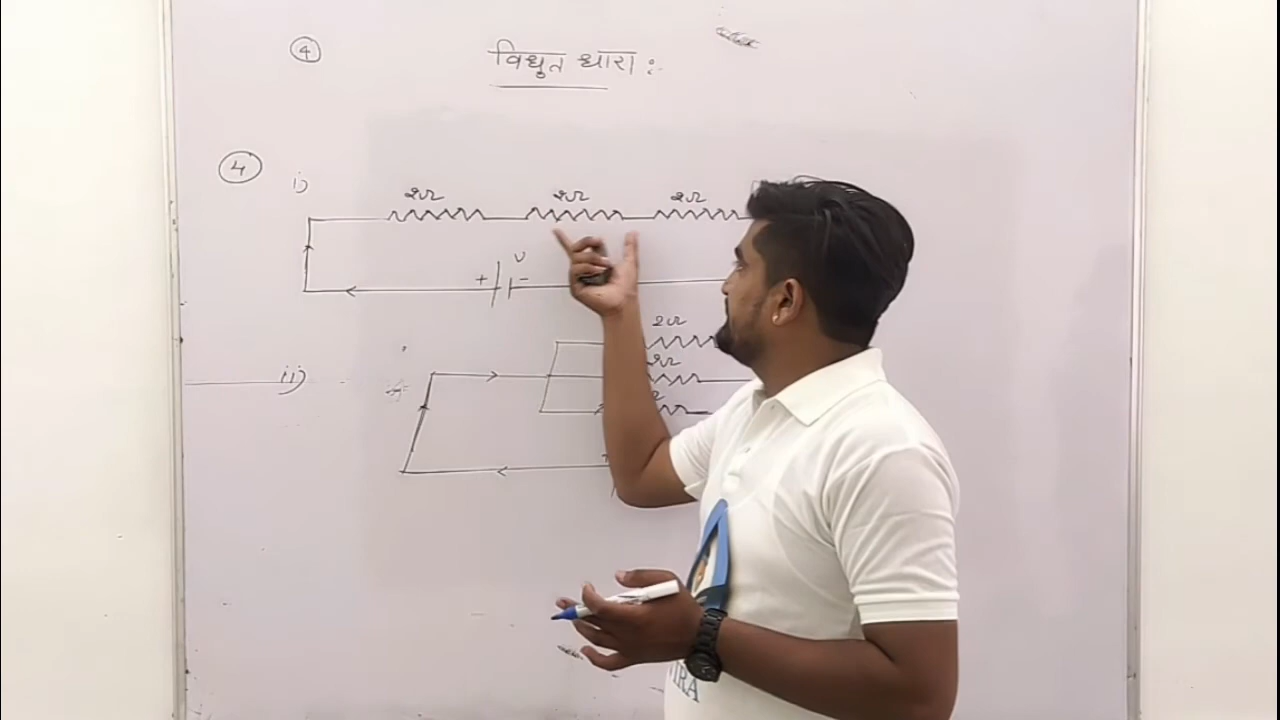 4 विधुत धारा :-
4 i) 2Ω 2Ω 2Ω
+ V -
2Ω
ii) 2Ω